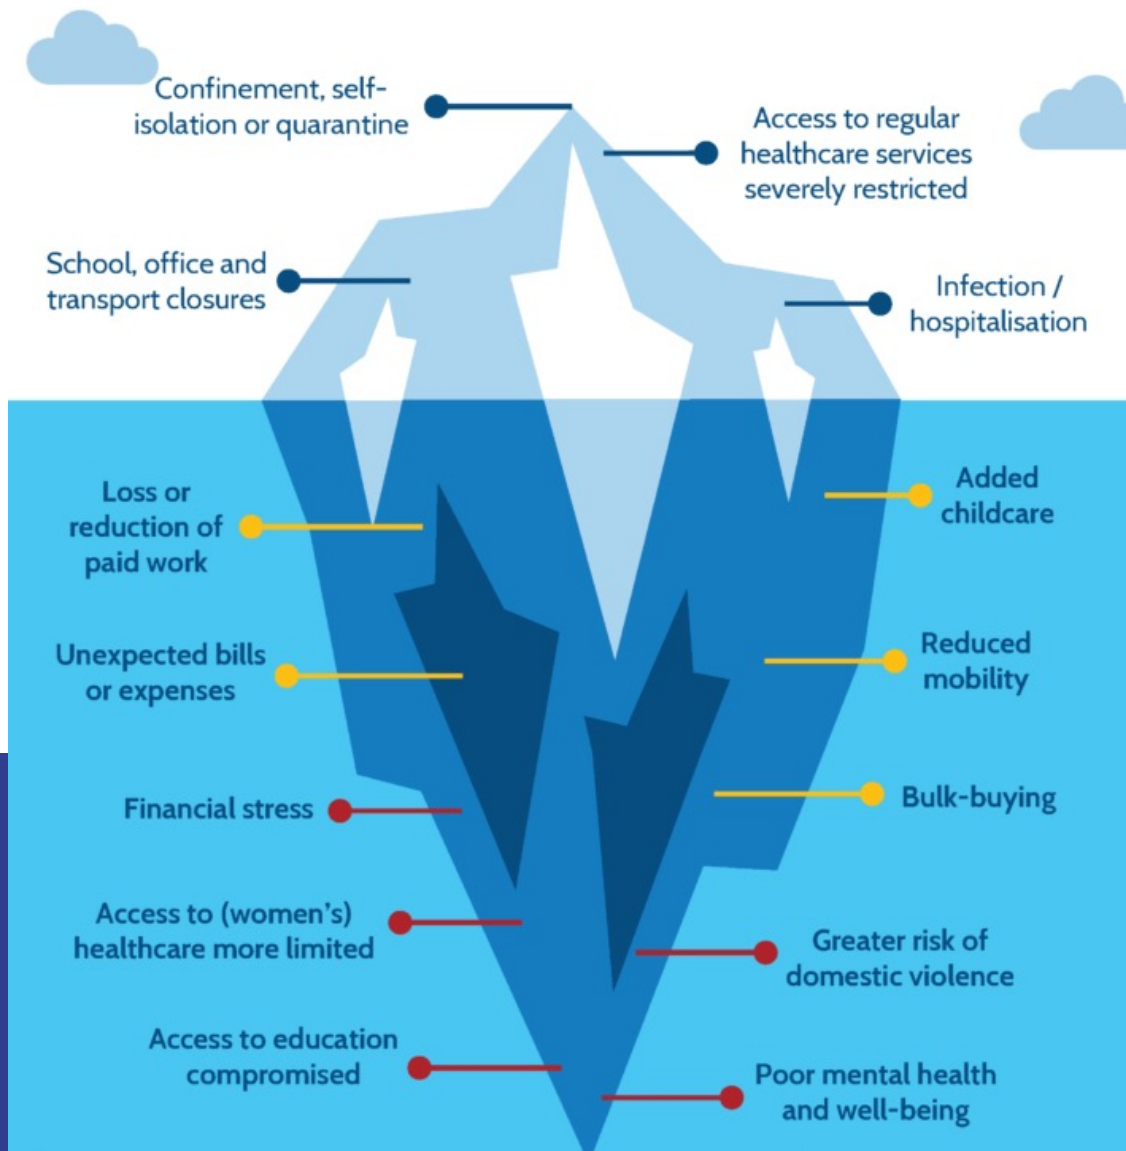 Confinement, self-
isolation or quarantine
Access to regular
healthcare services
severely restricted
School, office and
transport closures
Infection /
hospitalisation
Loss or
reduction of
paid work
Added
childcare
Unexpected bills
or expenses
Reduced
mobility
Financial stress
Bulk-buying
Access to (women's)
healthcare more limited
Greater risk of
domestic violence
Access to education
compromised
Poor mental health
and well-being